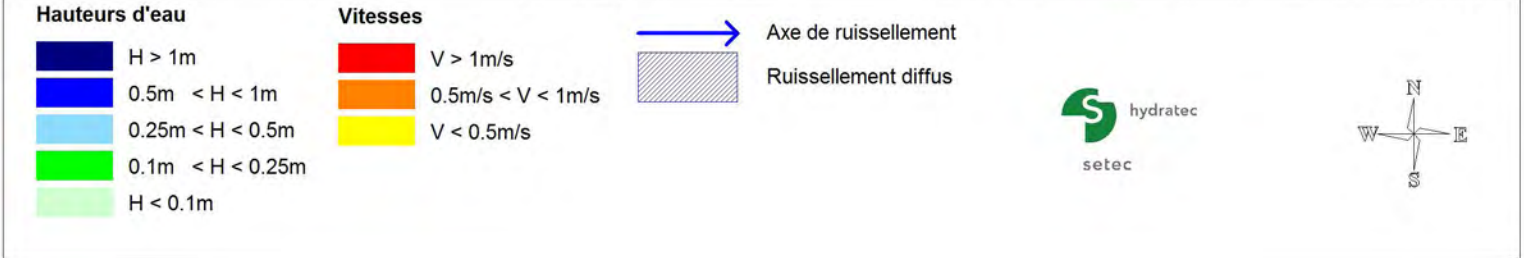 Hauteurs d'eau
H > 1m
0.5m < H < 1m
0.25m < H < 0.5m
0.1m < H < 0.25m
H < 0.1m
Vitesses
V > 1m/s
0.5m/s < V < 1m/s
V < 0.5m/s
Axe de ruissellement
Ruissellement diffus
S
hydratec
setec
N
W E
S